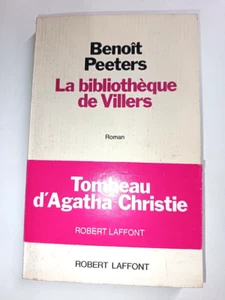 Benoît
Peeters
La bibliothèque
de Villers
Roman
Tombeau
d'Agatha Christie
ROBERT LAFFONT
ROBERT LAFFONT